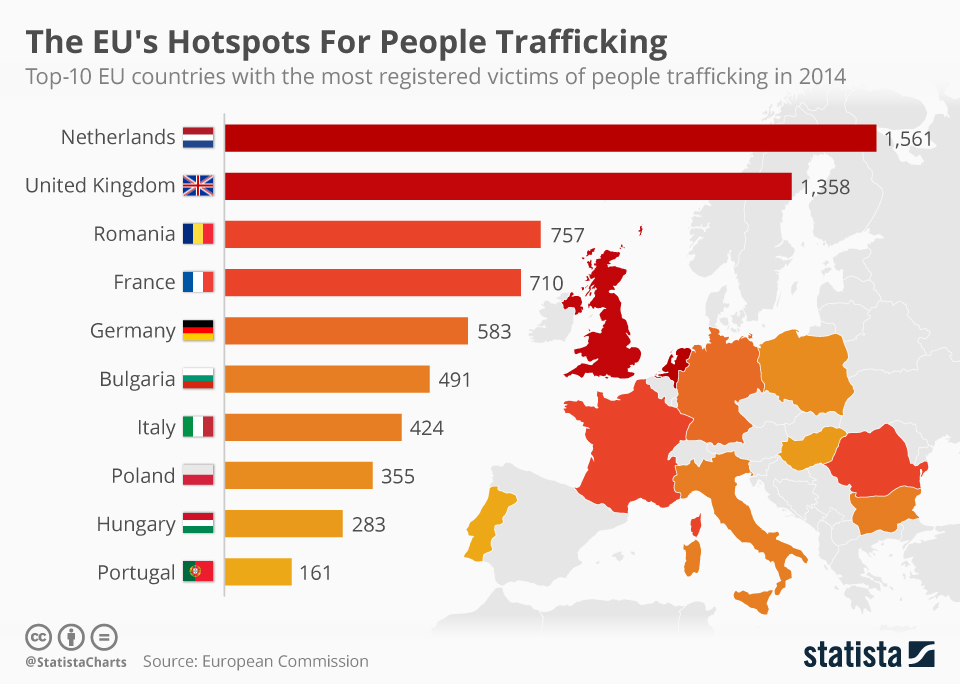 The EU's Hotspots For People Trafficking
Top-10 EU countries with the most registered victims of people trafficking in 2014
Netherlands 1,561
United Kingdom 1,358
Romania 757
France 710
Germany 583
Bulgaria 491
Italy 424
Poland 355
Hungary 283
Portugal 161
cc
@StatistaCharts Source: European Commission
statista